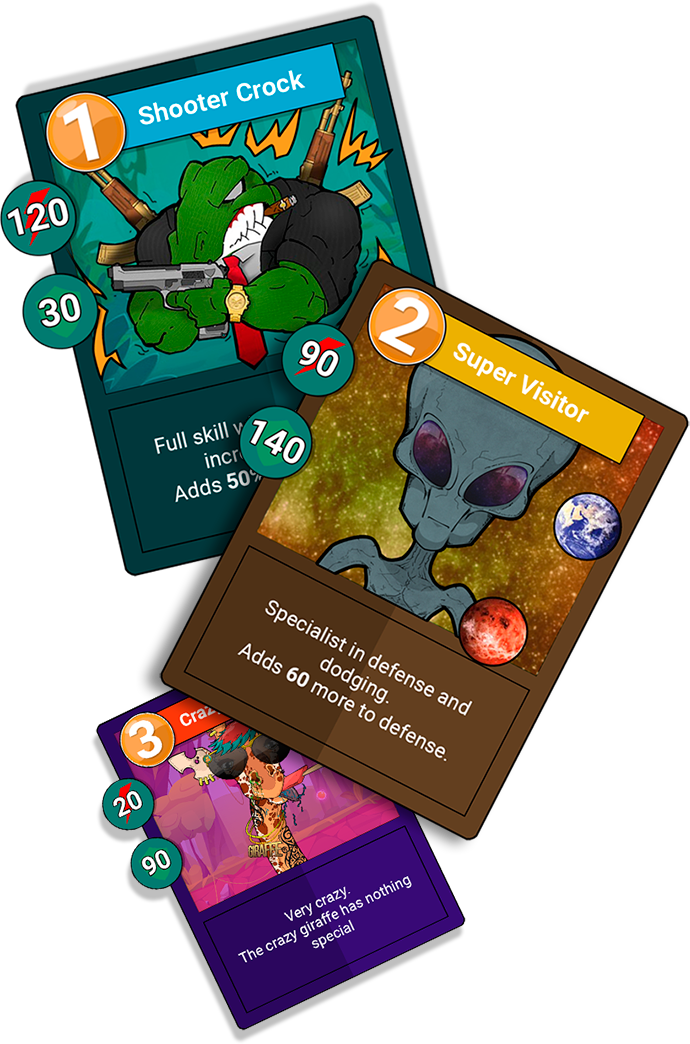 1
Shooter Crock
120
30
Full skill
Adds 50%
2
Super Visitor
90
140
Specialist in defense and
dodging.
Adds 60 more to defense.
3
20
90
GIRAFFE
Very crazy.
The crazy giraffe has nothing
special